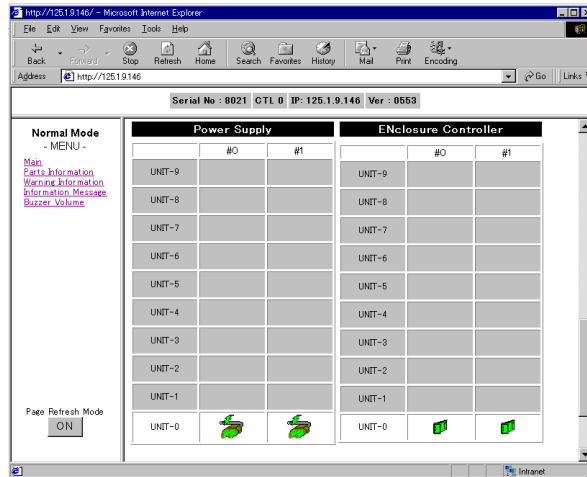 http://125.1.9.146/ - Microsoft Internet Explorer
File Edit View Favorites Tools Help
Back Forward Stop Refresh Home Search Favorites History Mail Print Encoding
Address http://125.1.9.146 Go Links
Serial No : 8021 CTL 0 IP: 125.1.9.146 Ver : 0553
Normal Mode
- MENU -
Main
Parts Information
Warning Information
Information Message
Buzzer Volume
Page Refresh Mode
ON
Power Supply
#0 #1
UNIT-9
UNIT-8
UNIT-7
UNIT-6
UNIT-5
UNIT-4
UNIT-3
UNIT-2
UNIT-1
UNIT-0
ENclosure Controller
#0 #1
UNIT-9
UNIT-8
UNIT-7
UNIT-6
UNIT-5
UNIT-4
UNIT-3
UNIT-2
UNIT-1
UNIT-0
Intranet